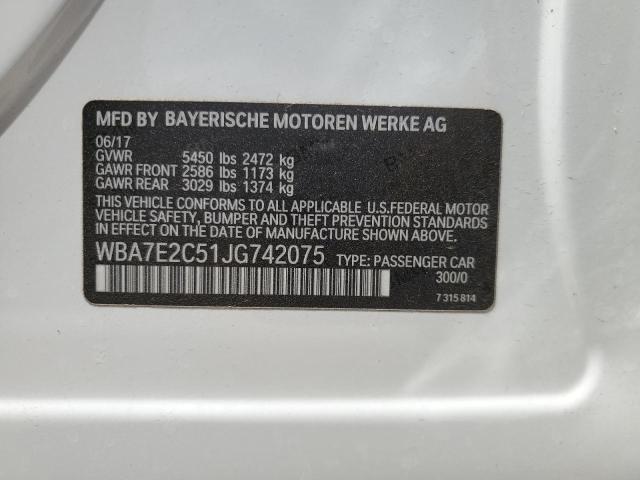 MFD BY BAYERISCHE MOTOREN WERKE AG
06/17
GVWR 5450 lbs 2472 kg
GAWR FRONT 2586 lbs 1173 kg
GAWR REAR 3029 lbs 1374 kg
THIS VEHICLE CONFORMS TO ALL APPLICABLE U.S.FEDERAL MOTOR
VEHICLE SAFETY, BUMPER AND THEFT PREVENTION STANDARDS
IN EFFECT ON THE DATE OF MANUFACTURE SHOWN ABOVE.
WBA7E2C51JG742075 TYPE: PASSENGER CAR
300/0
7 315 814